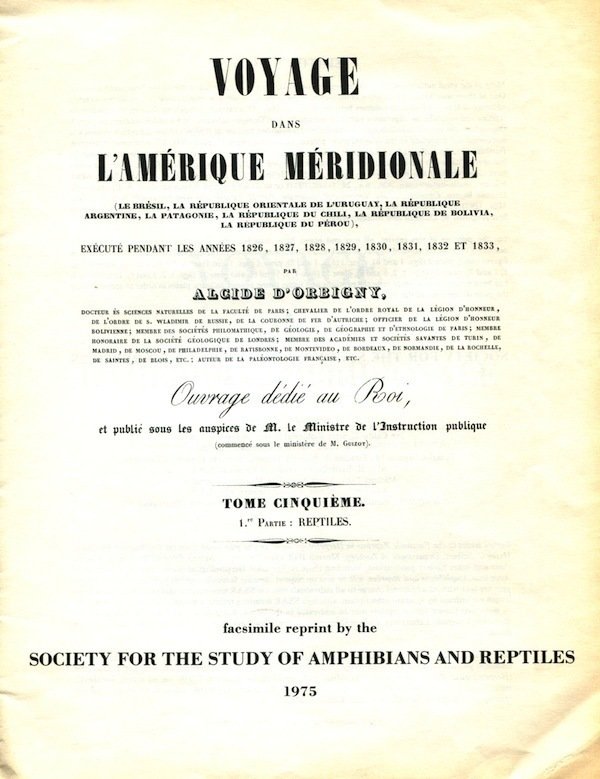 VOYAGE
DANS
L'AMÉRIQUE MÉRIDIONALE
(LE BRÉSIL, LA RÉPUBLIQUE ORIENTALE DE L'URUGUAY, LA RÉPUBLIQUE
ARGENTINE, LA PATAGONIE, LA RÉPUBLIQUE DU CHILI, LA RÉPUBLIQUE DE BOLIVIA,
LA REPUBLIQUE DU PÉROU),
EXÉCUTÉ PENDANT LES ANNÉES 1826, 1827, 1828, 1829, 1830, 1831, 1832 ET 1833,
PAR
ALCIDE D'ORBIGNY,
DOCTEUR ÈS SCIENCES NATURELLES DE LA FACULTÉ DE PARIS; CHEVALIER DE L'ORDRE ROYAL DE LA LÉGION D'HONNEUR,
DE L'ORDRE DE S. WLADIMIR DE RUSSIE, DE LA COURONNE DE FER D'AUTRICHE; OFFICIER DE LA LÉGION D'HONNEUR
BOLIVIENNE; MEMBRE DES SOCIÉTÉS PHILOMATHIQUE, DE GÉOLOGIE, DE GÉOGRAPHIE ET D'ETHNOLOGIE DE PARIS; MEMBRE
HONORAIRE DE LA SOCIÉTÉ GÉOLOGIQUE DE LONDRES; MEMBRE DES ACADÉMIES ET SOCIÉTÉS SAVANTES DE TURIN, DE
MADRID, DE MOSCOU, DE PHILADELPHIE, DE RATISBONNE, DE MONTEVIDEO, DE BORDEAUX, DE NORMANDIE, DE LA ROCHELLE,
DE SAINTES, DE BLOIS, ETC.; AUTEUR DE LA PALÉONTOLOGIE FRANÇAISE, ETC.
Ouvrage dédié au Roi,
et publié sous les auspices de M. le Ministre de l'Instruction publique
(commencé sous le ministère de M. GUIZOT).
TOME CINQUIÈME.
1.re PARTIE : REPTILES.
facsimile reprint by the
SOCIETY FOR THE STUDY OF AMPHIBIANS AND REPTILES
1975